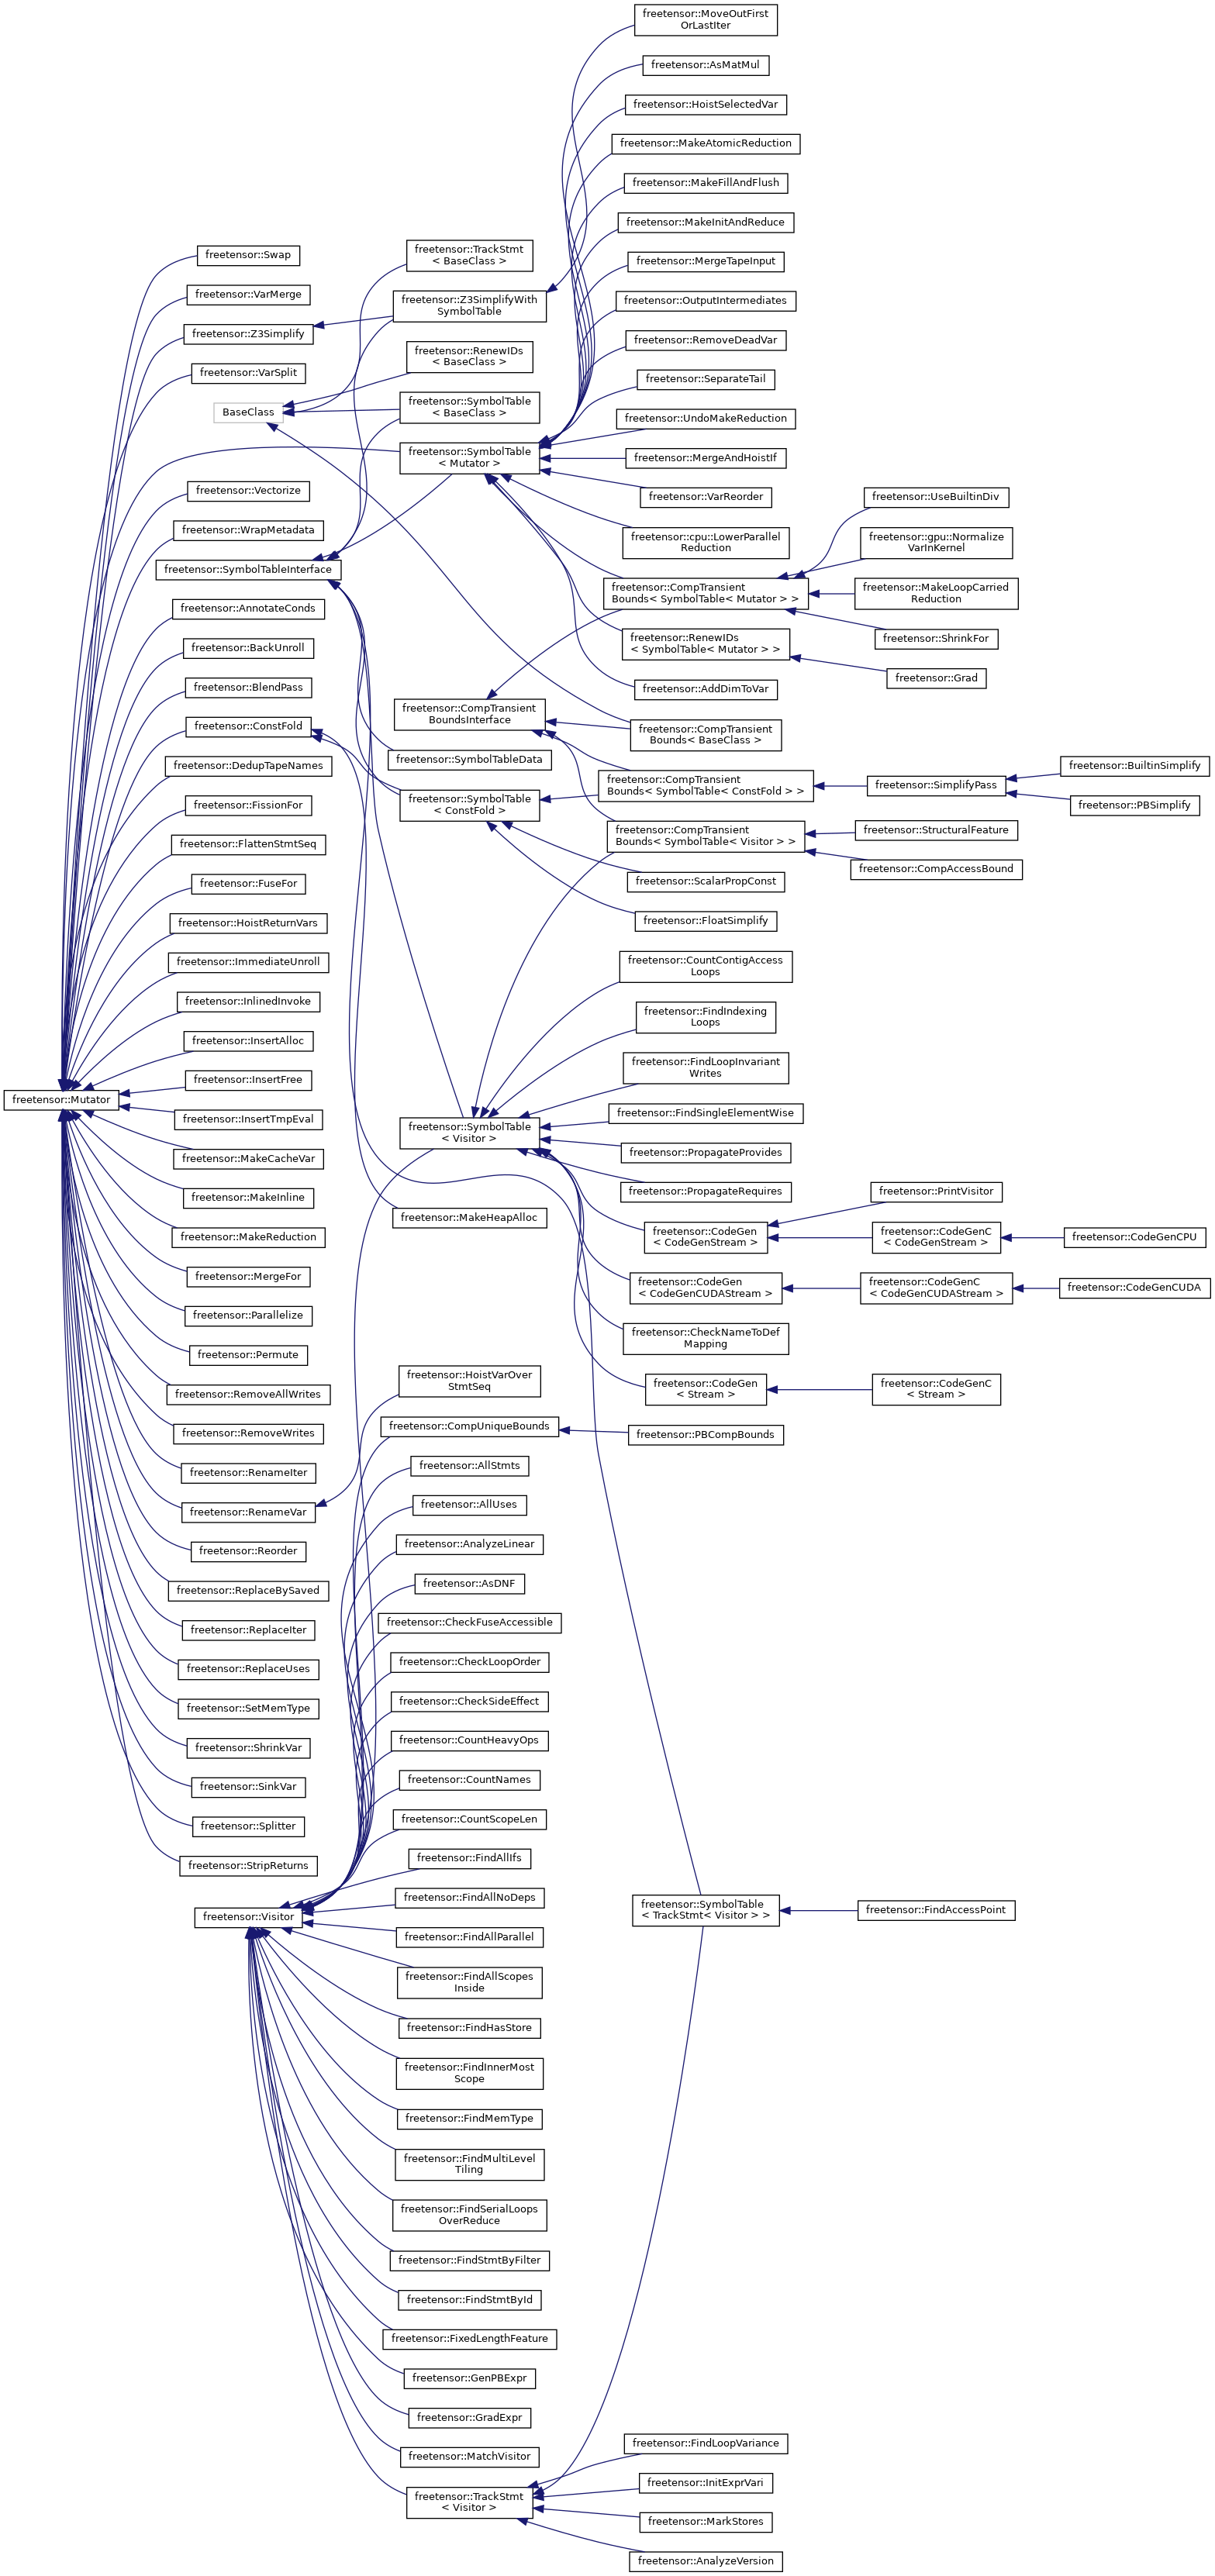 freetensor::MoveOutFirst
OrLastIter
freetensor::AsMatMul
freetensor::HoistSelectedVar
freetensor::MakeAtomicReduction
freetensor::MakeFillAndFlush
freetensor::MakeInitAndReduce
freetensor::MergeTapeInput
freetensor::OutputIntermediates
freetensor::RemoveDeadVar
freetensor::SeparateTail
freetensor::UndoMakeReduction
freetensor::MergeAndHoistIf
freetensor::VarReorder
freetensor::cpu::LowerParallel
Reduction
freetensor::CompTransient
Bounds< SymbolTable< Mutator > >
freetensor::RenewIDs
< SymbolTable< Mutator > >
freetensor::AddDimToVar
freetensor::CompTransient
Bounds< BaseClass >
freetensor::CompTransient
Bounds< SymbolTable< ConstFold > >
freetensor::CompTransient
Bounds< SymbolTable< Visitor > >
freetensor::ScalarPropConst
freetensor::FloatSimplify
freetensor::CountContigAccess
Loops
freetensor::FindIndexing
Loops
freetensor::FindLoopInvariant
Writes
freetensor::FindSingleElementWise
freetensor::PropagateProvides
freetensor::PropagateRequires
freetensor::CodeGen
< CodeGenStream >
freetensor::CodeGen
< CodeGenCUDAStream >
freetensor::CheckNameToDef
Mapping
freetensor::CodeGen
< Stream >
freetensor::PBCompBounds
freetensor::SymbolTable
< TrackStmt< Visitor > >
freetensor::FindLoopVariance
freetensor::InitExprVari
freetensor::MarkStores
freetensor::AnalyzeVersion
freetensor::UseBuiltinDiv
freetensor::gpu::Normalize
VarInKernel
freetensor::MakeLoopCarried
Reduction
freetensor::ShrinkFor
freetensor::Grad
freetensor::SimplifyPass
freetensor::BuiltinSimplify
freetensor::PBSimplify
freetensor::StructuralFeature
freetensor::CompAccessBound
freetensor::PrintVisitor
freetensor::CodeGenC
< CodeGenStream >
freetensor::CodeGenCPU
freetensor::CodeGenC
< CodeGenCUDAStream >
freetensor::CodeGenCUDA
freetensor::CodeGenC
< Stream >
freetensor::FindAccessPoint
freetensor::TrackStmt
< BaseClass >
freetensor::Z3SimplifyWith
SymbolTable
freetensor::RenewIDs
< BaseClass >
freetensor::SymbolTable
< BaseClass >
freetensor::SymbolTable
< Mutator >
freetensor::CompTransient
BoundsInterface
freetensor::SymbolTableData
freetensor::SymbolTable
< ConstFold >
freetensor::SymbolTable
< Visitor >
freetensor::MakeHeapAlloc
freetensor::HoistVarOver
StmtSeq
freetensor::CompUniqueBounds
freetensor::AllStmts
freetensor::AllUses
freetensor::AnalyzeLinear
freetensor::AsDNF
freetensor::CheckFuseAccessible
freetensor::CheckLoopOrder
freetensor::CheckSideEffect
freetensor::CountHeavyOps
freetensor::CountNames
freetensor::CountScopeLen
freetensor::FindAllIfs
freetensor::FindAllNoDeps
freetensor::FindAllParallel
freetensor::FindAllScopes
Inside
freetensor::FindHasStore
freetensor::FindInnerMost
Scope
freetensor::FindMemType
freetensor::FindMultiLevel
Tiling
freetensor::FindSerialLoops
OverReduce
freetensor::FindStmtByFilter
freetensor::FindStmtById
freetensor::FixedLengthFeature
freetensor::GenPBExpr
freetensor::GradExpr
freetensor::MatchVisitor
freetensor::TrackStmt
< Visitor >
freetensor::Swap
freetensor::VarMerge
freetensor::Z3Simplify
freetensor::VarSplit
BaseClass
freetensor::Vectorize
freetensor::WrapMetadata
freetensor::SymbolTableInterface
freetensor::AnnotateConds
freetensor::BackUnroll
freetensor::BlendPass
freetensor::ConstFold
freetensor::DedupTapeNames
freetensor::FissionFor
freetensor::FlattenStmtSeq
freetensor::FuseFor
freetensor::HoistReturnVars
freetensor::ImmediateUnroll
freetensor::InlinedInvoke
freetensor::InsertAlloc
freetensor::InsertFree
freetensor::InsertTmpEval
freetensor::MakeCacheVar
freetensor::MakeInline
freetensor::MakeReduction
freetensor::MergeFor
freetensor::Parallelize
freetensor::Permute
freetensor::RemoveAllWrites
freetensor::RemoveWrites
freetensor::RenameIter
freetensor::RenameVar
freetensor::Reorder
freetensor::ReplaceBySaved
freetensor::ReplaceIter
freetensor::ReplaceUses
freetensor::SetMemType
freetensor::ShrinkVar
freetensor::SinkVar
freetensor::Splitter
freetensor::StripReturns
freetensor::Visitor
freetensor::Mutator